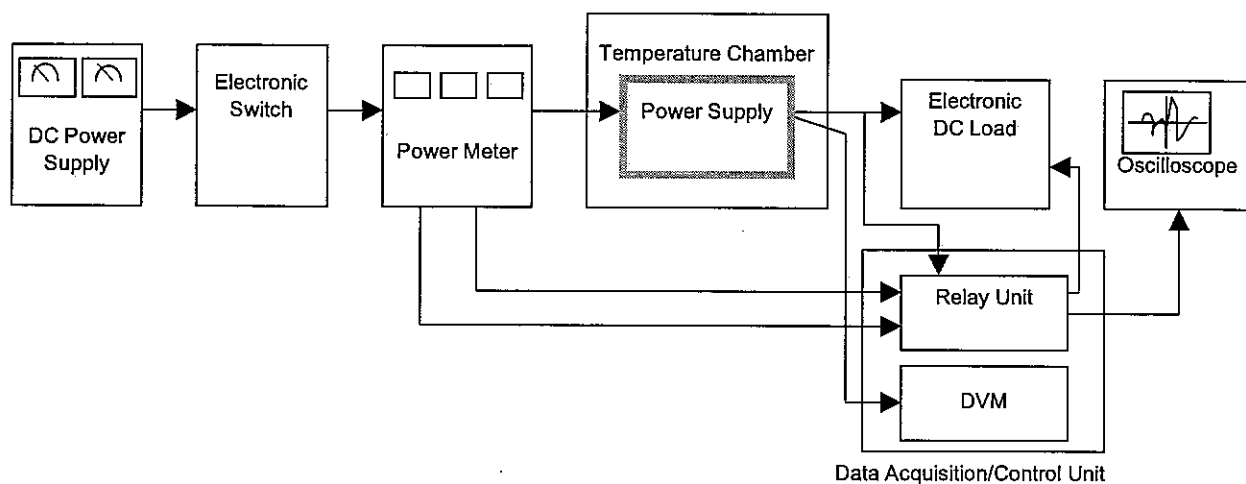 DC Power
Supply
Electronic
Switch
Power Meter
Temperature Chamber
Power Supply
Electronic
DC Load
Oscilloscope
Relay Unit
DVM
Data Acquisition/Control Unit